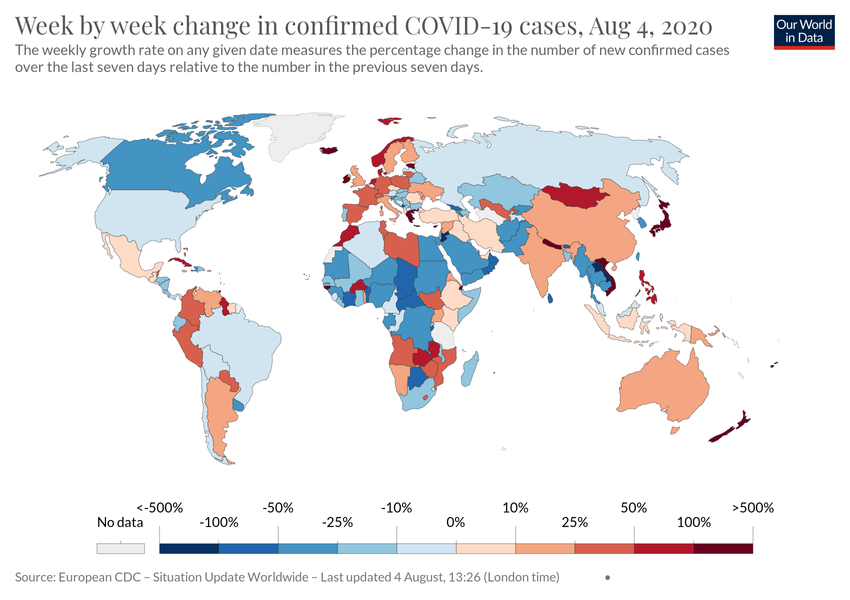 Week by week change in confirmed COVID-19 cases, Aug 4, 2020
Our World
in Data
The weekly growth rate on any given date measures the percentage change in the number of new confirmed cases
over the last seven days relative to the number in the previous seven days.
<-500% -50% -10% 10% 50% >500%
No data -100% -25% 0% 25% 100%
Source: European CDC – Situation Update Worldwide – Last updated 4 August, 13:26 (London time)